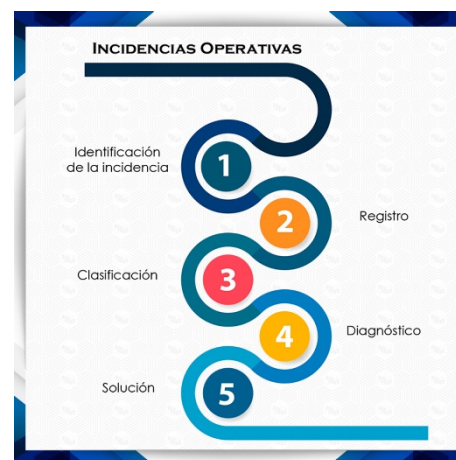 INCIDENCIAS OPERATIVAS
Identificación
de la incidencia
1
2
Registro
Clasificación
3
4
Diagnóstico
Solución
5